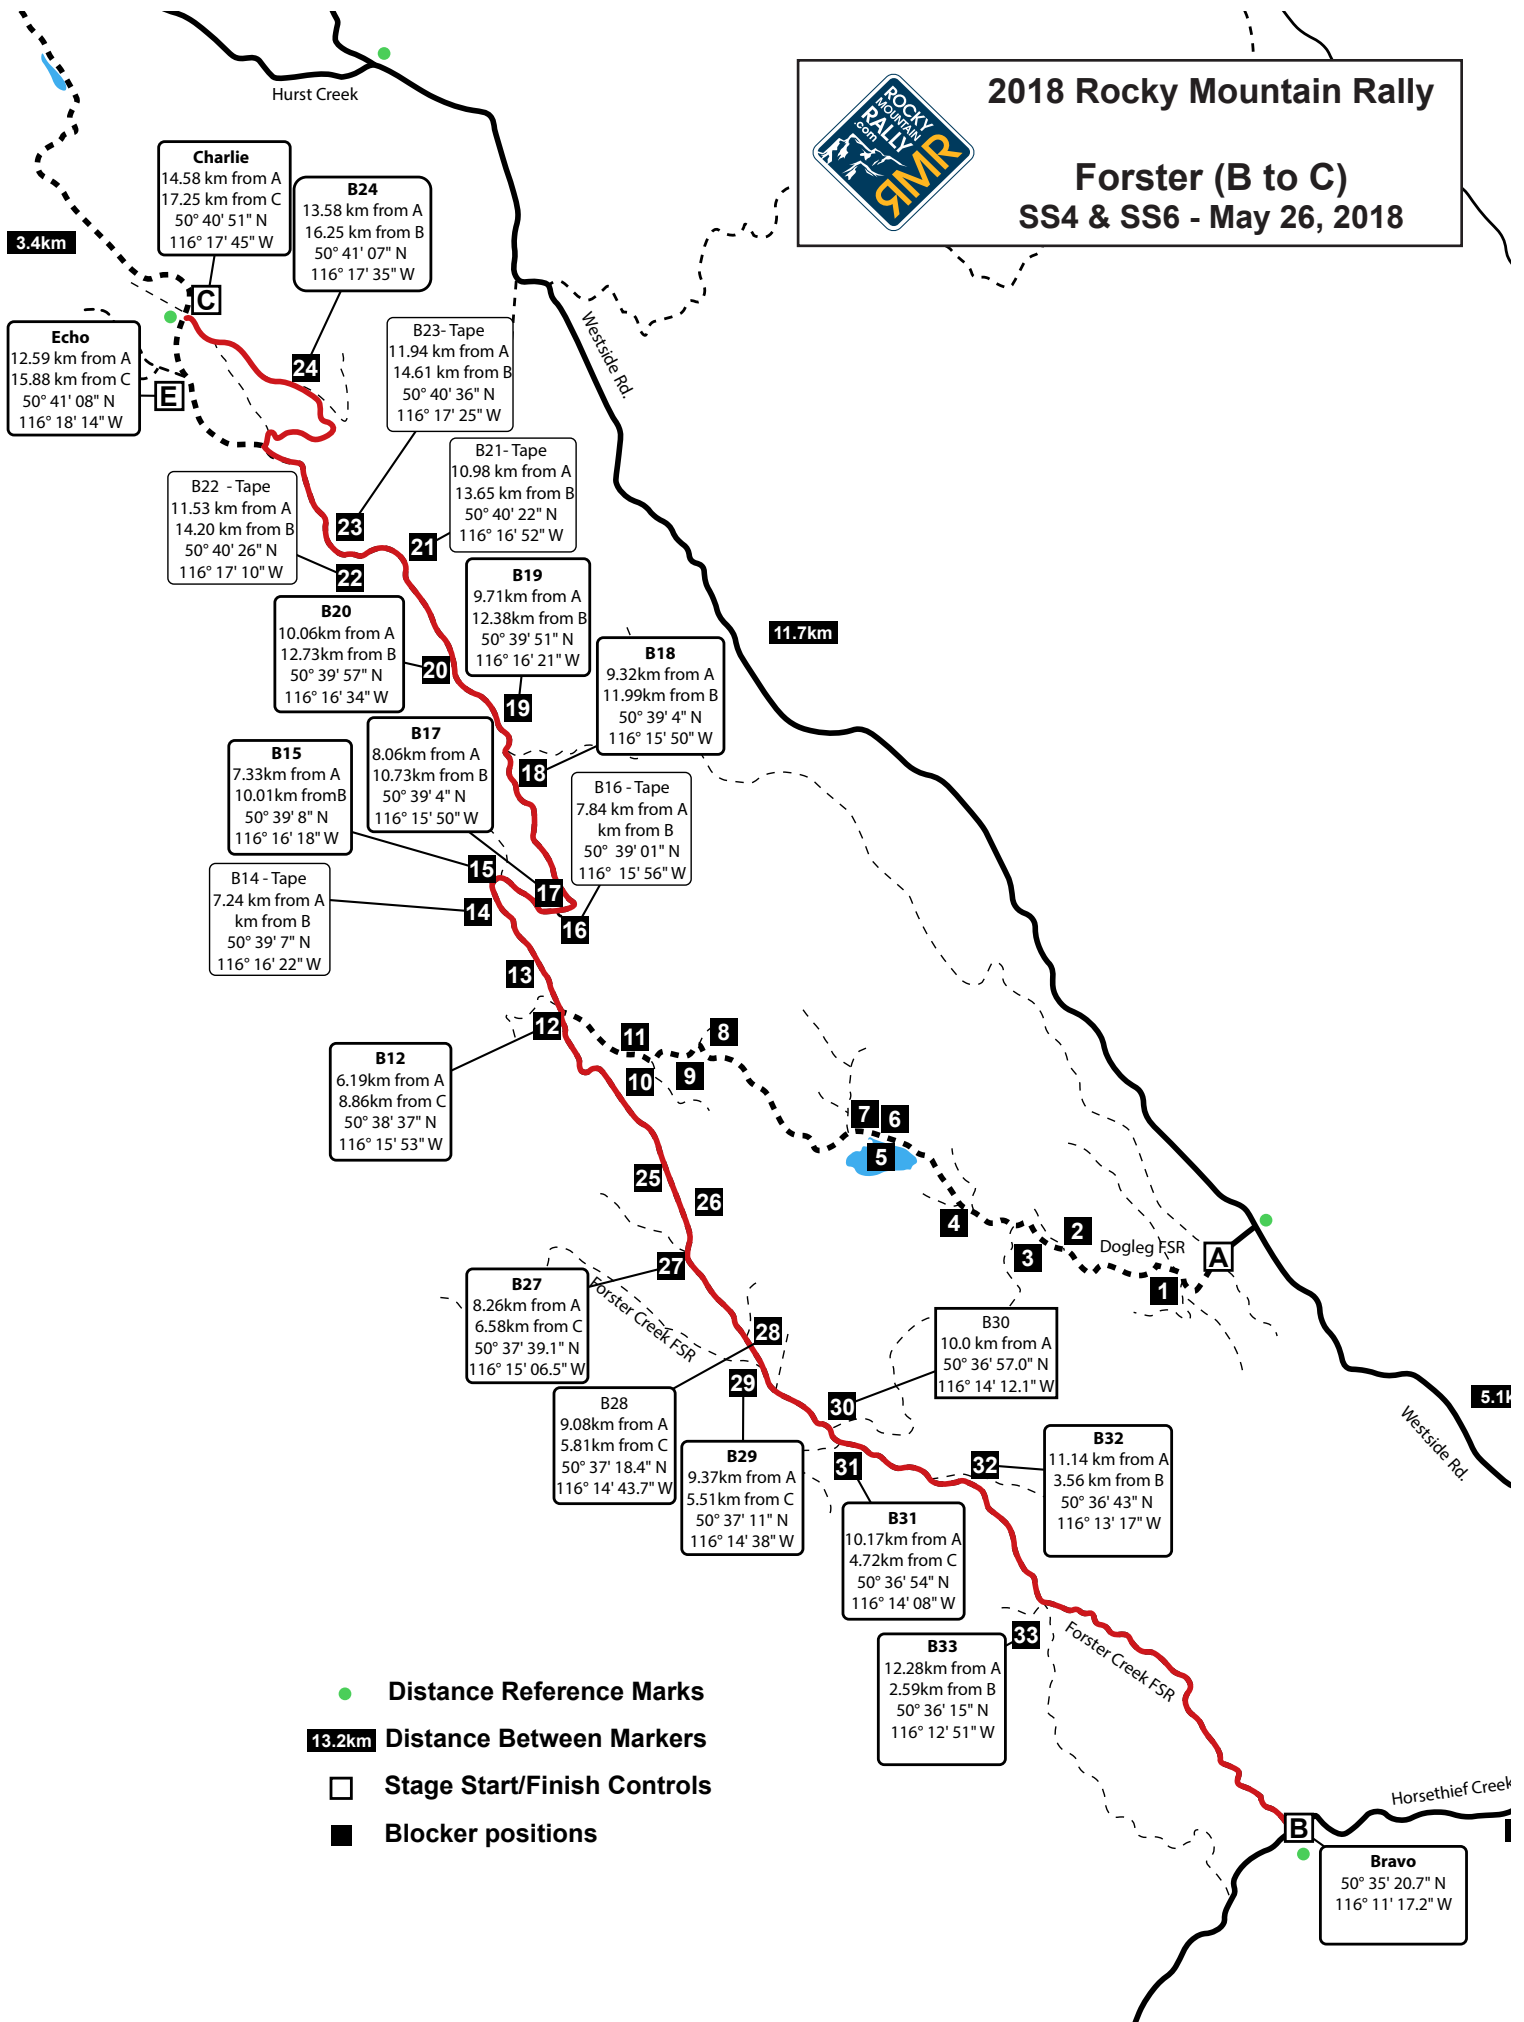 2018 Rocky Mountain Rally
Forster (B to C)
SS4 & SS6 - May 26, 2018
ROCKY
MOUNTAIN
RALLY
.com
RMR
Hurst Creek
Charlie
14.58 km from A
17.25 km from C
50° 40' 51" N
116° 17' 45" W
B24
13.58 km from A
16.25 km from B
50° 41' 07" N
116° 17' 35" W
3.4km
C
Echo
12.59 km from A
15.88 km from C
50° 41' 08" N
116° 18' 14" W
E
24
B23- Tape
11.94 km from A
14.61 km from B
50° 40' 36" N
116° 17' 25" W
Westside Rd.
B22 - Tape
11.53 km from A
14.20 km from B
50° 40' 26" N
116° 17' 10" W
B21- Tape
10.98 km from A
13.65 km from B
50° 40' 22" N
116° 16' 52" W
23
21
22
B20
10.06km from A
12.73km from B
50° 39' 57" N
116° 16' 34" W
B19
9.71km from A
12.38km from B
50° 39' 51" N
116° 16' 21" W
11.7km
B18
9.32km from A
11.99km from B
50° 39' 4" N
116° 15' 50" W
20
19
B17
8.06km from A
10.73km from B
50° 39' 4" N
116° 15' 50" W
18
B15
7.33km from A
10.01km fromB
50° 39' 8" N
116° 16' 18" W
B16 - Tape
7.84 km from A
km from B
50° 39' 01" N
116° 15' 56" W
15
17
16
B14 - Tape
7.24 km from A
km from B
50° 39' 7" N
116° 16' 22" W
14
13
12
11
10
9
8
B12
6.19km from A
8.86km from C
50° 38' 37" N
116° 15' 53" W
7
6
5
25
26
4
3
2
Dogleg FSR
A
1
27
B27
8.26km from A
6.58km from C
50° 37' 39.1" N
116° 15' 06.5" W
Forster Creek FSR
28
B30
10.0 km from A
50° 36' 57.0" N
116° 14' 12.1" W
29
30
B28
9.08km from A
5.81km from C
50° 37' 18.4" N
116° 14' 43.7" W
Westside Rd.
B29
9.37km from A
5.51km from C
50° 37' 11" N
116° 14' 38" W
31
32
B32
11.14 km from A
3.56 km from B
50° 36' 43" N
116° 13' 17" W
B31
10.17km from A
4.72km from C
50° 36' 54" N
116° 14' 08" W
33
B33
12.28km from A
2.59km from B
50° 36' 15" N
116° 12' 51" W
Forster Creek FSR
Distance Reference Marks
13.2km Distance Between Markers
Stage Start/Finish Controls
Blocker positions
Horsethief Creek
B
Bravo
50° 35' 20.7" N
116° 11' 17.2" W